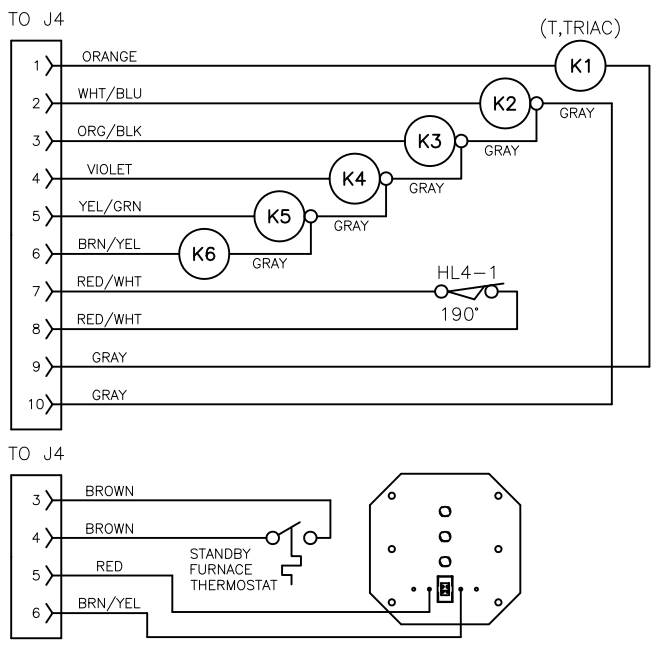 TO J4
(T,TRIAC)
1 ORANGE K1
2 WHT/BLU K2 GRAY
3 ORG/BLK K3 GRAY
4 VIOLET K4 GRAY
5 YEL/GRN K5 GRAY
6 BRN/YEL K6 GRAY
HL4-1
7 RED/WHT
190°
8 RED/WHT
9 GRAY
10 GRAY
TO J4
3 BROWN
4 BROWN
STANDBY
FURNACE
THERMOSTAT
5 RED
6 BRN/YEL